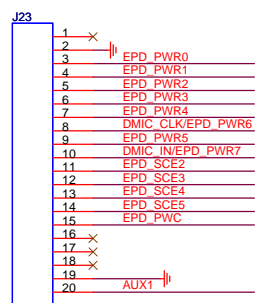 J23
1
2
3 EPD_PWR0
4 EPD_PWR1
5 EPD_PWR2
6 EPD_PWR3
7 EPD_PWR4
8 DMIC_CLK/EPD_PWR6
9 EPD_PWR5
10 DMIC_IN/EPD_PWR7
11 EPD_SCE2
12 EPD_SCE3
13 EPD_SCE4
14 EPD_SCE5
15 EPD_PWC
16
17
18
19
20 AUX1